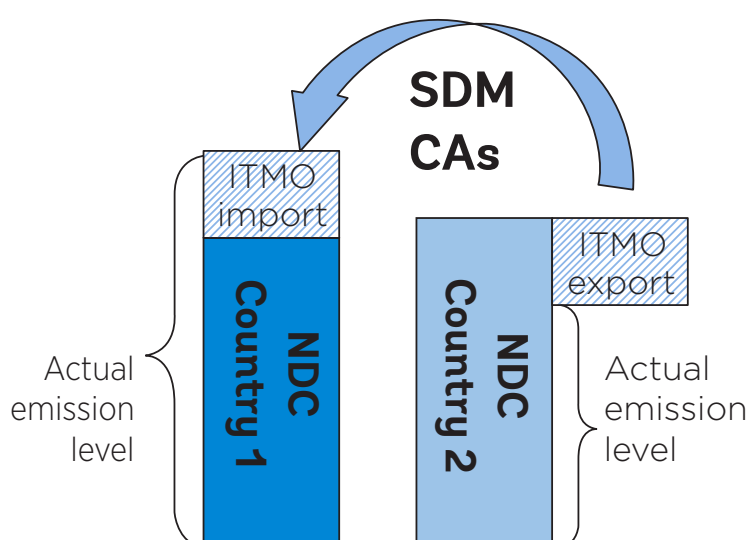 SDM
CAs
ITMO
import
ITMO
export
NDC
Country 1
NDC
Country 2
Actual
emission
level
Actual
emission
level